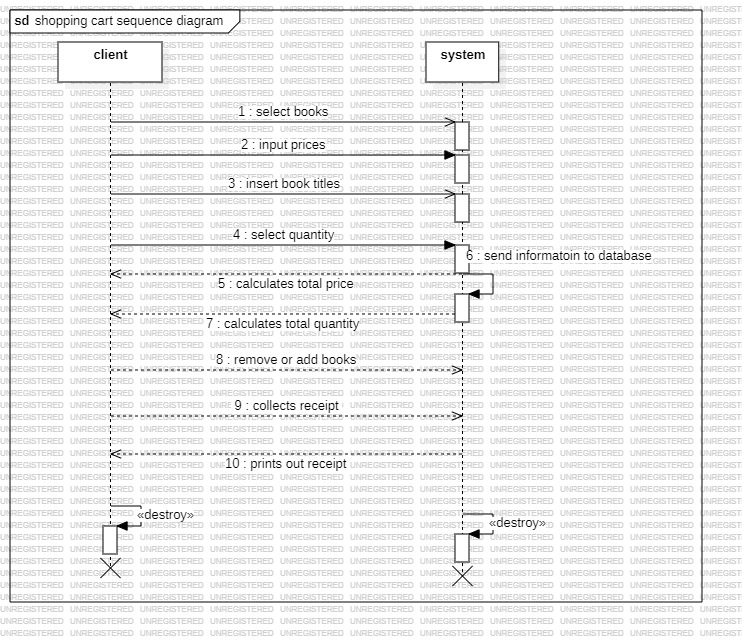 sd shopping cart sequence diagram
client
system
1 : select books
2 : input prices
3 : insert book titles
4 : select quantity
6 : send informatoin to database
5 : calculates total price
7 : calculates total quantity
8 : remove or add books
9 : collects receipt
10 : prints out receipt
«destroy»
«destroy»
UNREGISTERED